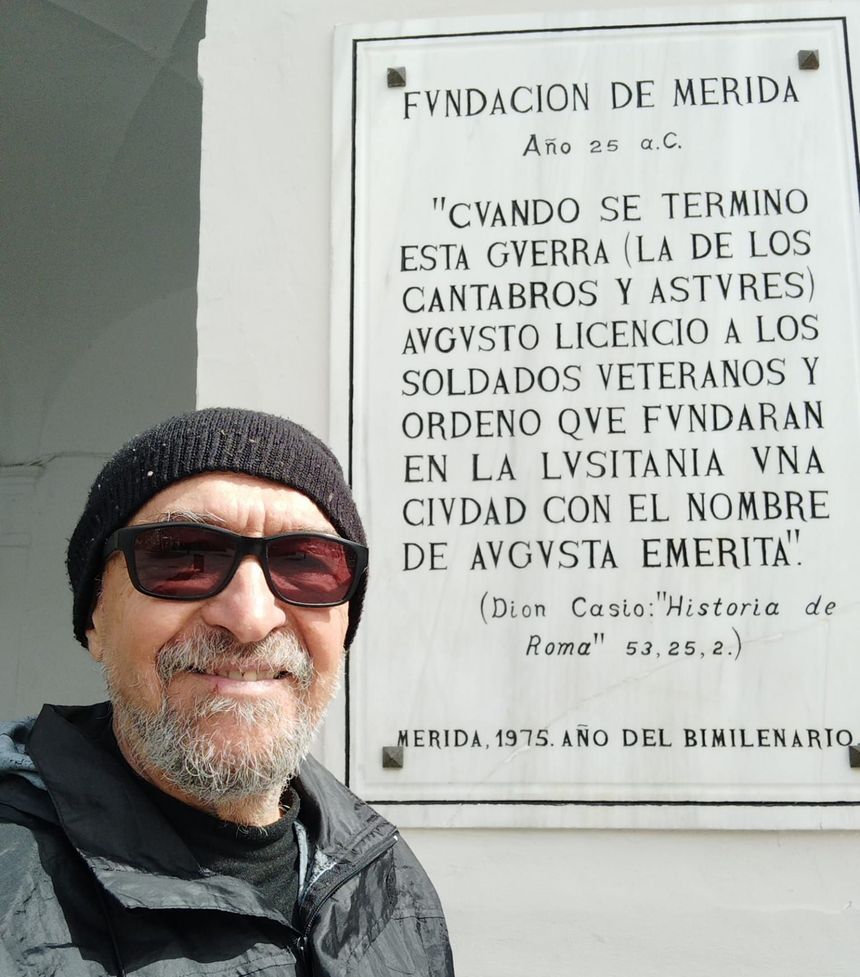 FVNDACION DE MERIDA
Año 25 a.C.
"CVANDO SE TERMINO
ESTA GVERRA (LA DE LOS
CANTABROS Y ASTVRES)
AVGVSTO LICENCIO A LOS
SOLDADOS VETERANOS Y
ORDENO QVE FVNDARAN
EN LA LVSITANIA VNA
CIVDAD CON EL NOMBRE
DE AVGVSTA EMERITA".
(Dion Casio:"Historia de
Roma" 53,25,2.)
MERIDA, 1975. AÑO DEL BIMILENARIO